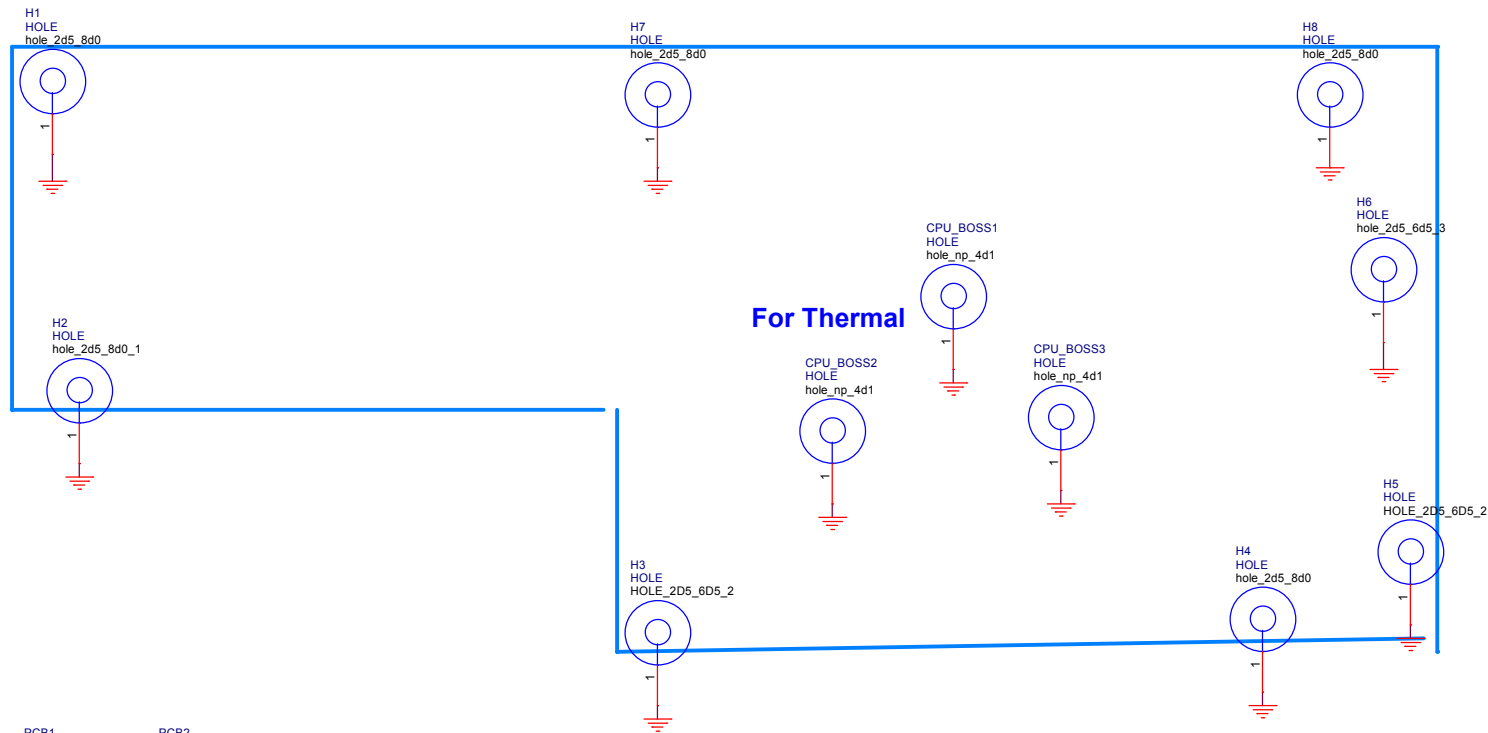 H1
HOLE
hole_2d5_8d0
1
H7
HOLE
hole_2d5_8d0
1
H8
HOLE
hole_2d5_8d0
1
H6
HOLE
hole_2d5_6d5_3
1
CPU_BOSS1
HOLE
hole_np_4d1
1
For Thermal
H2
HOLE
hole_2d5_8d0_1
1
CPU_BOSS2
HOLE
hole_np_4d1
1
CPU_BOSS3
HOLE
hole_np_4d1
1
H5
HOLE
HOLE_2D5_6D5_2
1
H3
HOLE
HOLE_2D5_6D5_2
1
H4
HOLE
hole_2d5_8d0
1
PCB1
PCB2